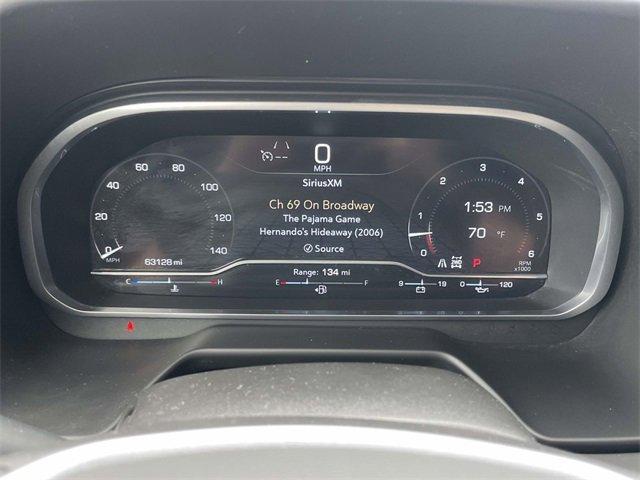 0
MPH
SiriusXM
Ch 69 On Broadway
The Pajama Game
Hernando's Hideaway (2006)
Source
0 20 40 60 80 100 120 140
MPH
63128 mi
0 1 2 3 4 5 6
1:53 PM
70 °F
P
RPM
x1000
Range: 134 mi
C H
E F
9 19
0 120